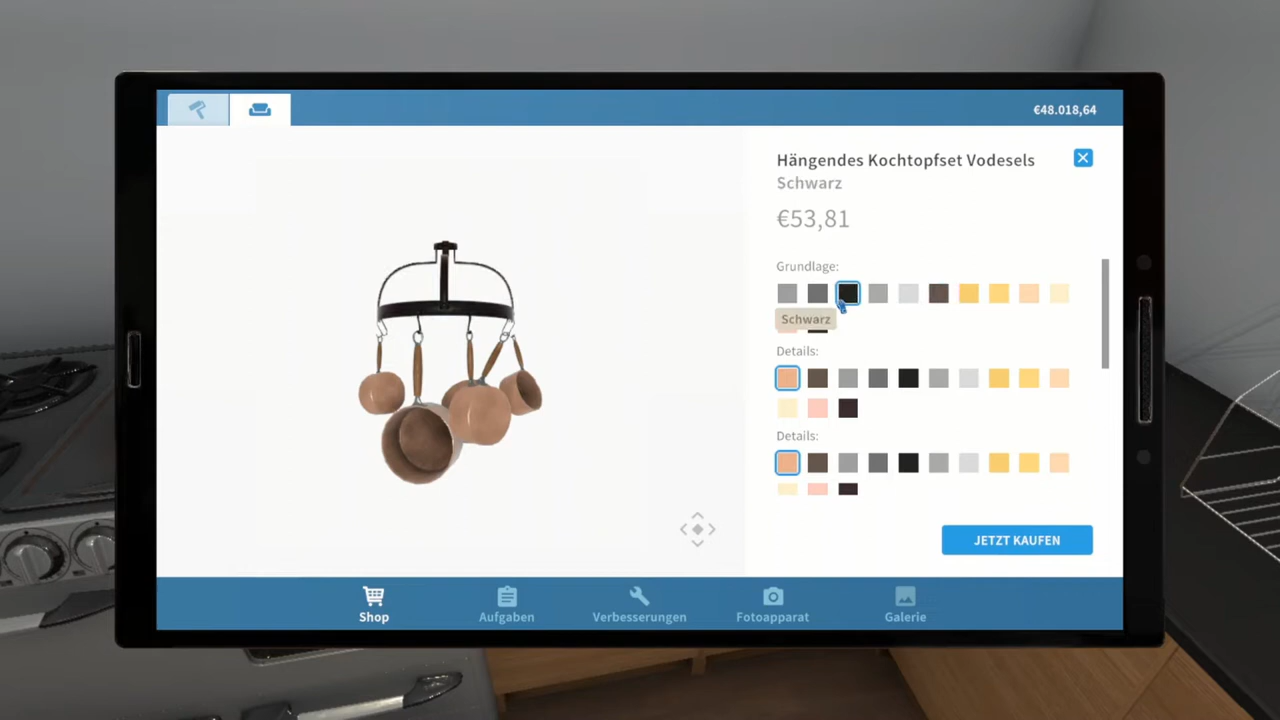 €48.018,64
Hängendes Kochtopfset Vodesels
Schwarz
€53,81
Grundlage:
Schwarz
Details:
Details:
JETZT KAUFEN
Shop
Aufgaben
Verbesserungen
Fotoapparat
Galerie